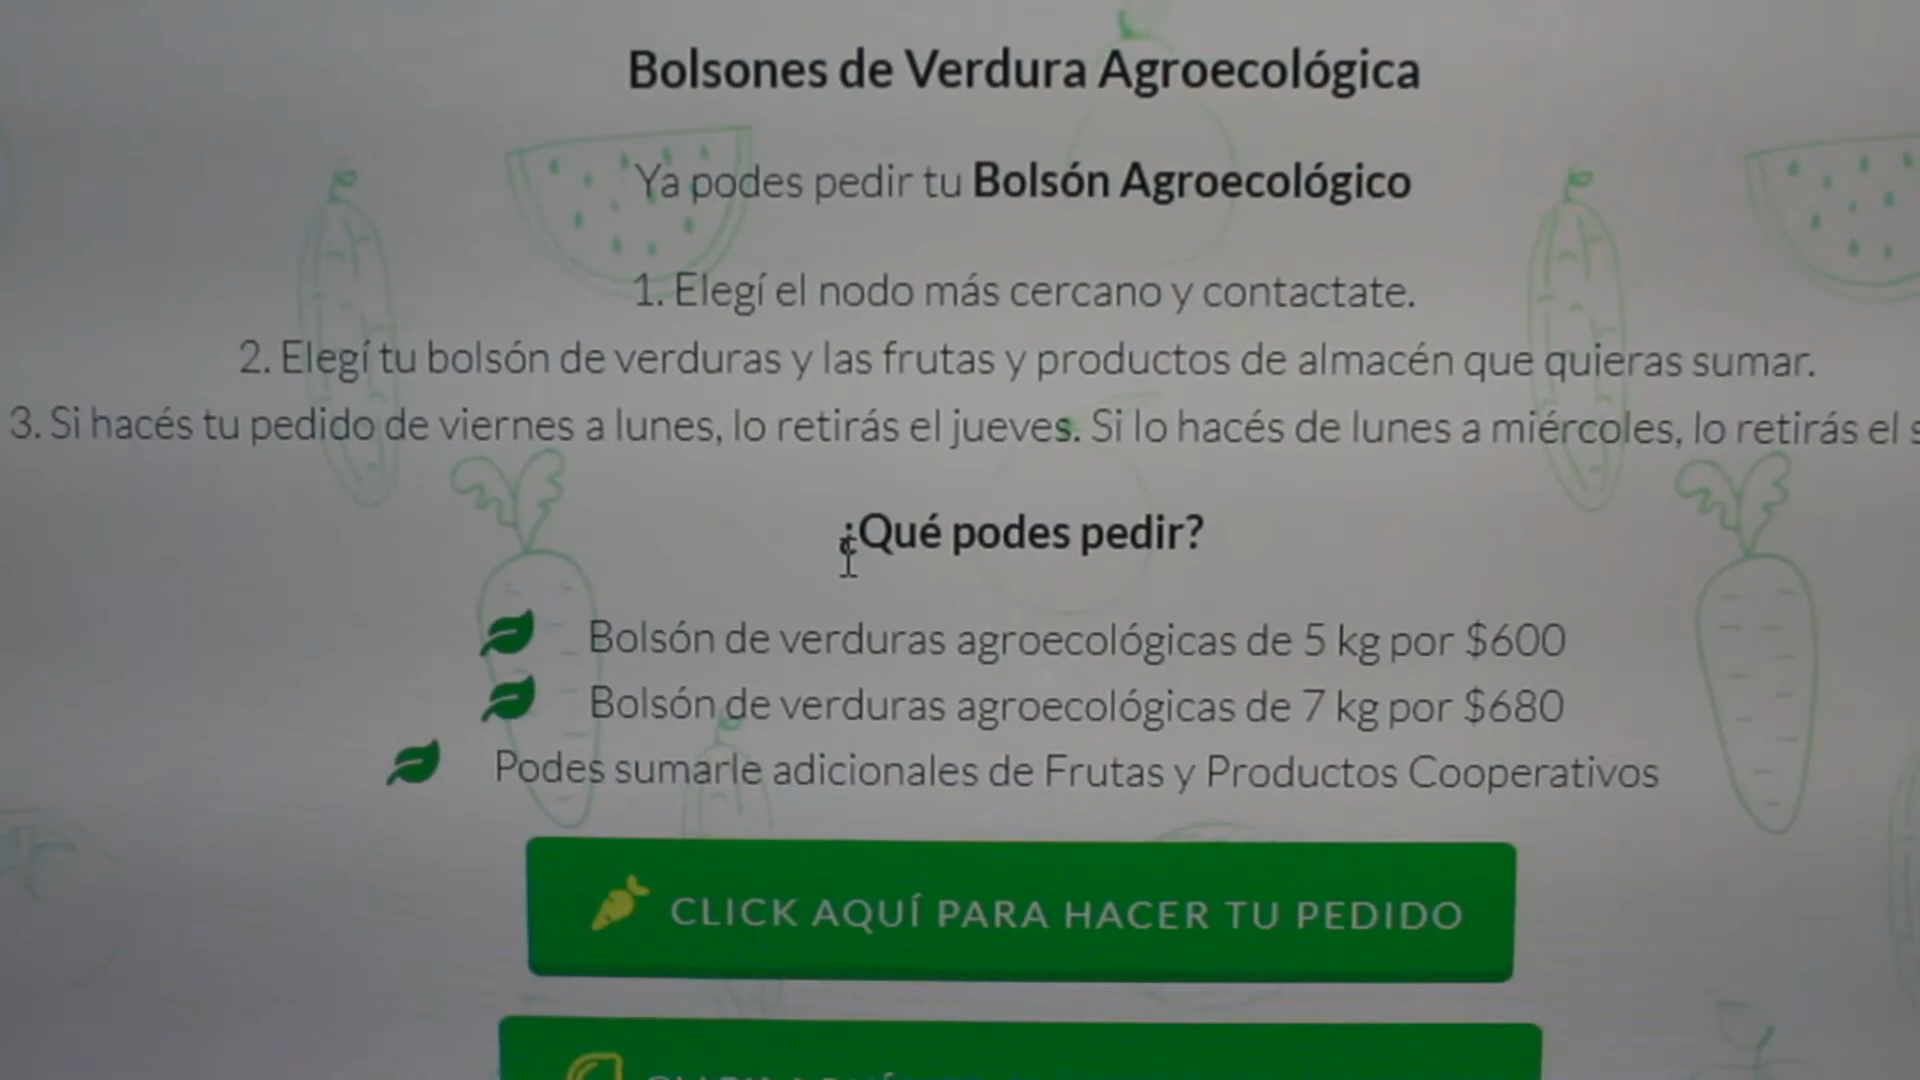 Bolsones de Verdura Agroecológica
Ya podes pedir tu Bolsón Agroecológico
1. Elegí el nodo más cercano y contactate.
2. Elegí tu bolsón de verduras y las frutas y productos de almacén que quieras sumar.
3. Si hacés tu pedido de viernes a lunes, lo retirás el jueves. Si lo hacés de lunes a miércoles, lo retirás el
¿Qué podes pedir?
Bolsón de verduras agroecológicas de 5 kg por $600
Bolsón de verduras agroecológicas de 7 kg por $680
Podes sumarle adicionales de Frutas y Productos Cooperativos
CLICK AQUÍ PARA HACER TU PEDIDO